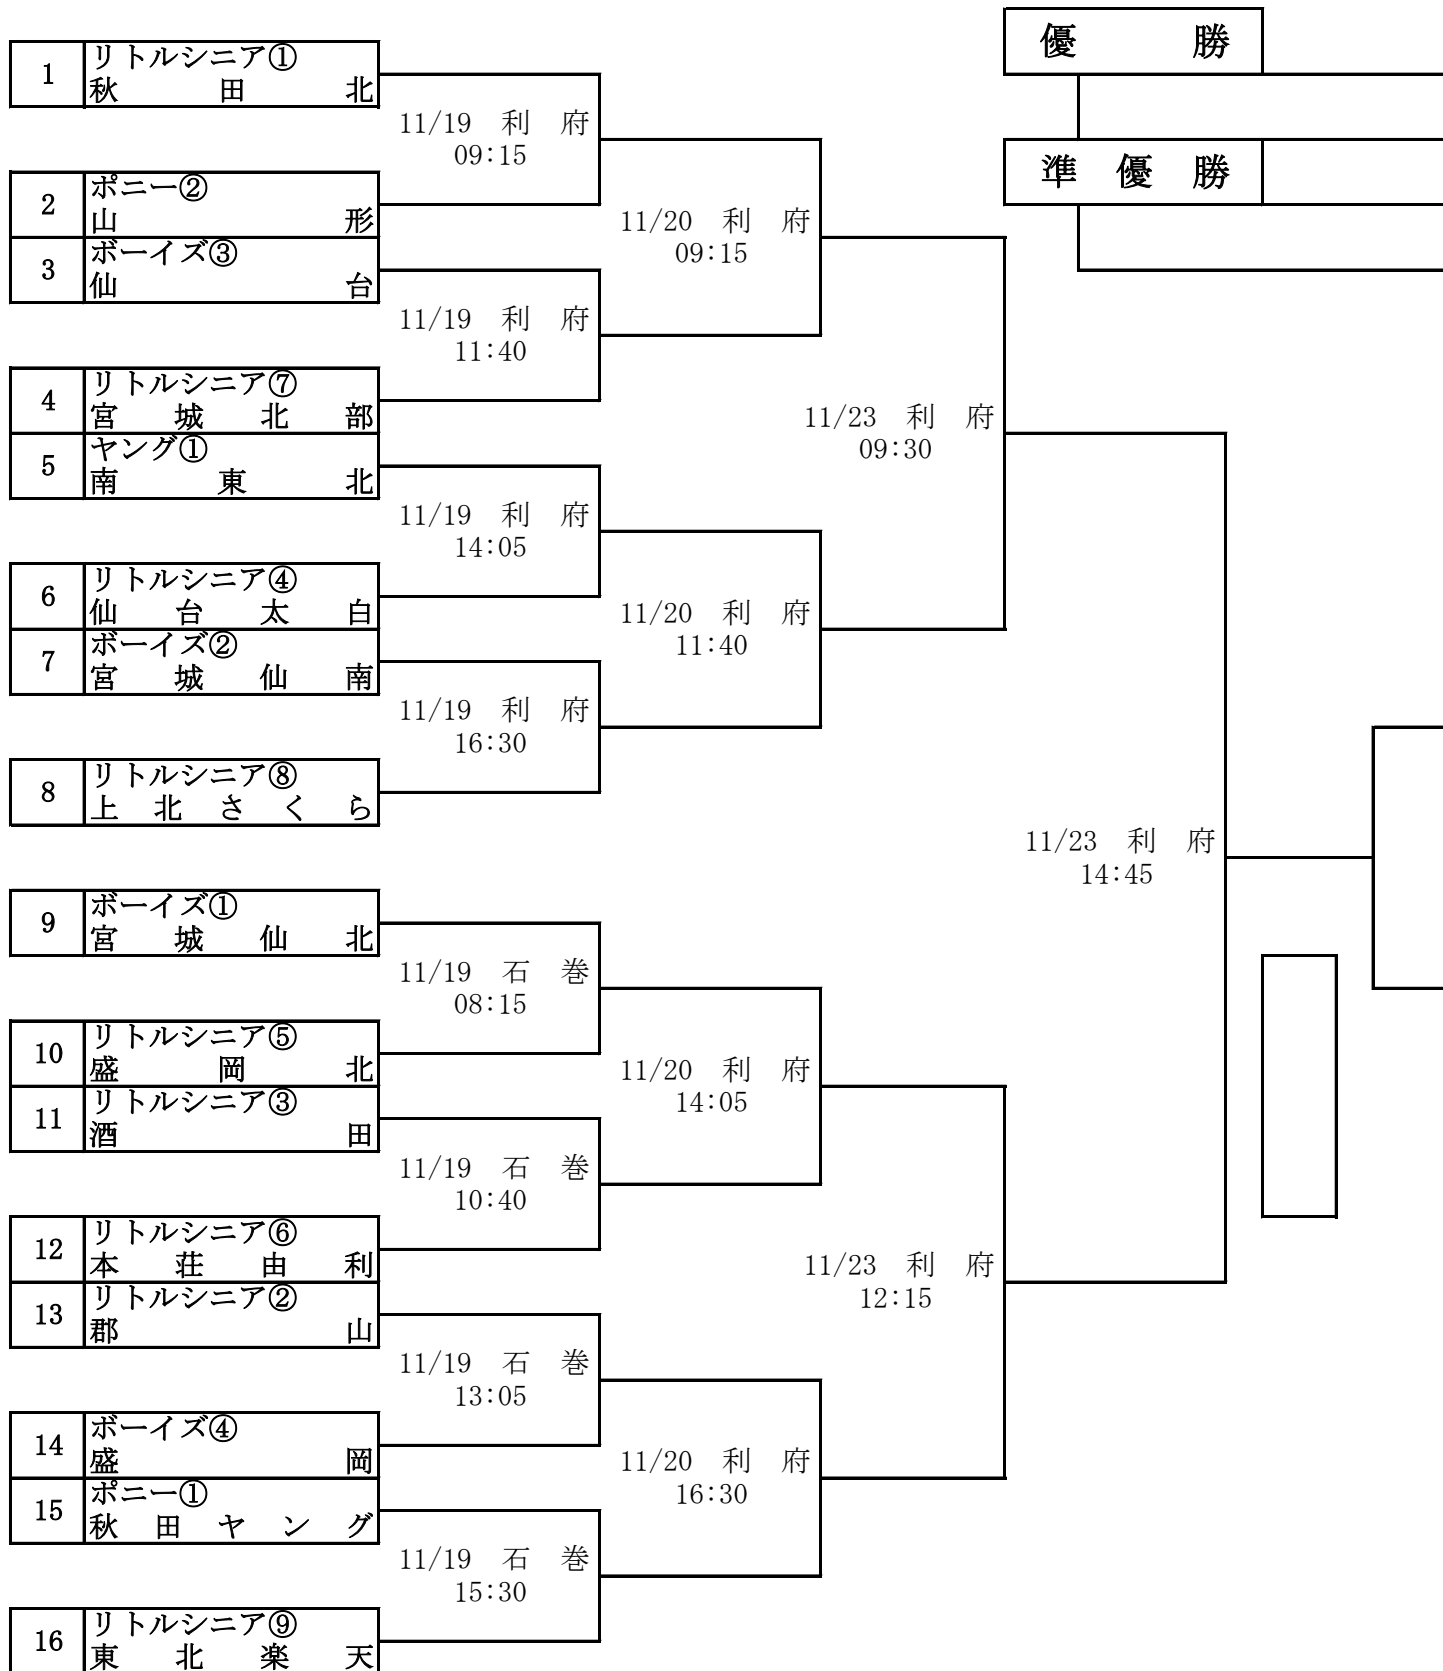 優勝
準優勝
1
リトルシニア①
秋田北
2
ポニー②
山形
11/19 利府
09:15
3
ボーイズ③
仙台
4
リトルシニア⑦
宮城北部
11/19 利府
11:40
11/20 利府
09:15
5
ヤング①
南東北
6
リトルシニア④
仙台太白
11/19 利府
14:05
7
ボーイズ②
宮城仙南
8
リトルシニア⑧
上北さくら
11/19 利府
16:30
11/20 利府
11:40
11/23 利府
09:30
9
ボーイズ①
宮城仙北
10
リトルシニア⑤
盛岡北
11/19 石巻
08:15
11
リトルシニア③
酒田
12
リトルシニア⑥
本荘由利
11/19 石巻
10:40
11/20 利府
14:05
13
リトルシニア②
郡山
14
ボーイズ④
盛岡
11/19 石巻
13:05
15
ポニー①
秋田ヤング
16
リトルシニア⑨
東北楽天
11/19 石巻
15:30
11/20 利府
16:30
11/23 利府
12:15
11/23 利府
14:45